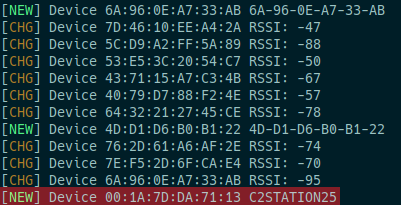 [NEW] Device 6A:96:0E:A7:33:AB 6A-96-0E-A7-33-AB
[CHG] Device 7D:46:10:EE:A4:2A RSSI: -47
[CHG] Device 5C:D9:A2:FF:5A:89 RSSI: -88
[CHG] Device 53:E5:3C:20:54:C7 RSSI: -50
[CHG] Device 43:71:15:A7:C3:4B RSSI: -67
[CHG] Device 40:79:D7:88:F2:4E RSSI: -57
[CHG] Device 64:32:21:27:45:CE RSSI: -78
[NEW] Device 4D:D1:D6:B0:B1:22 4D-D1-D6-B0-B1-22
[CHG] Device 76:2D:61:A6:AF:2E RSSI: -74
[CHG] Device 7E:F5:2D:6F:CA:E4 RSSI: -70
[CHG] Device 6A:96:0E:A7:33:AB RSSI: -95
[NEW] Device 00:1A:7D:DA:71:13 C2STATION25